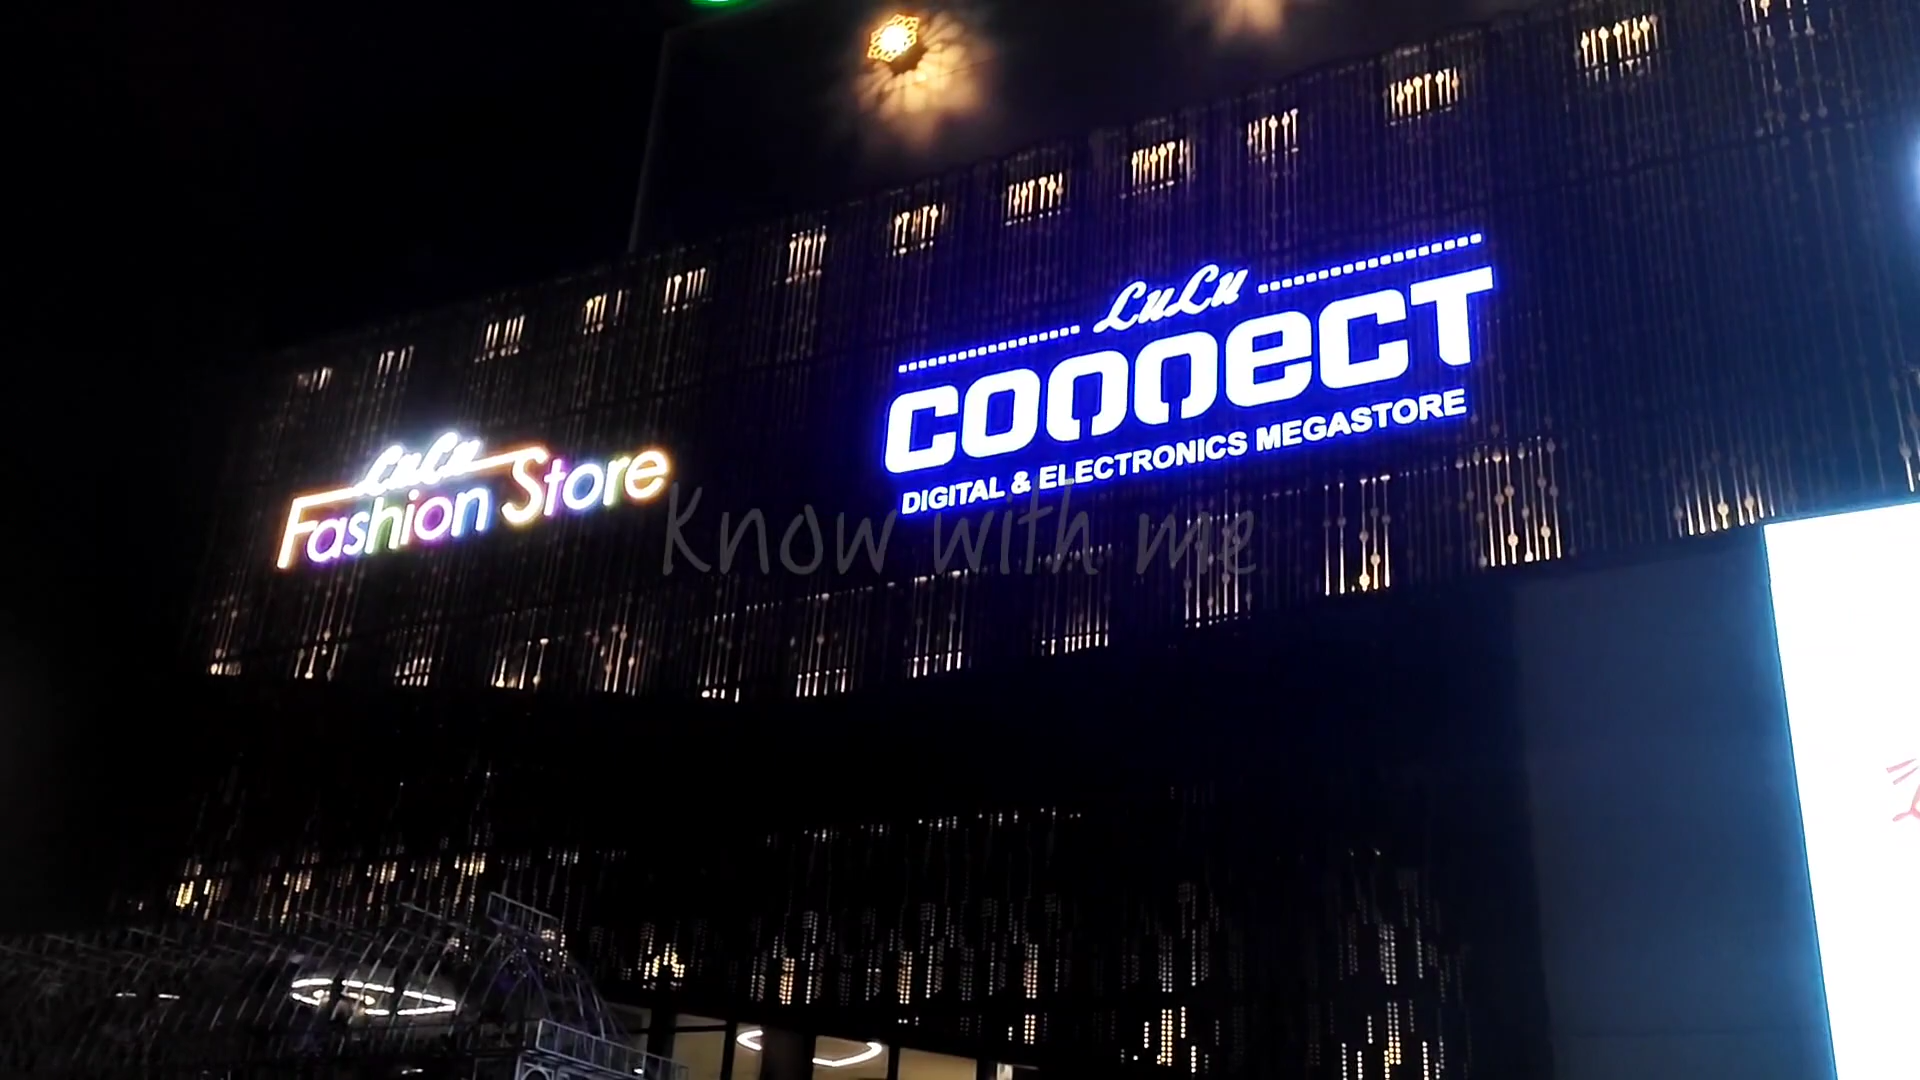 LuLu
Fashion Store
LuLu
connect
DIGITAL & ELECTRONICS MEGASTORE
Know with me